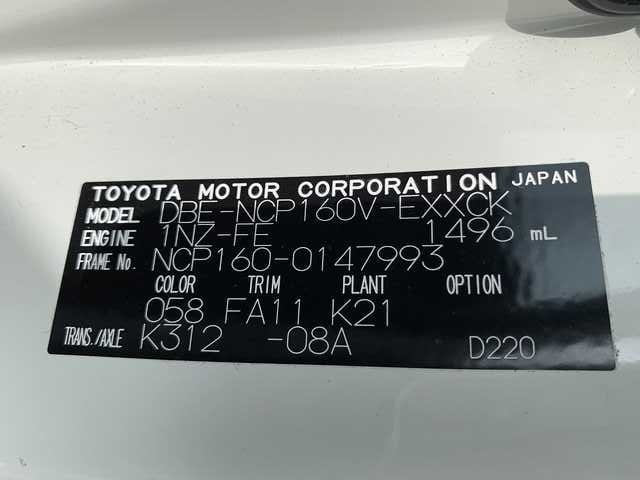 TOYOTA MOTOR CORPORATION JAPAN
MODEL DBE-NCP160V-EXXCK
ENGINE 1NZ-FE 1496 mL
FRAME No. NCP160-0147993
COLOR TRIM PLANT OPTION
058 FA11 K21
TRANS./AXLE K312 -08A D220